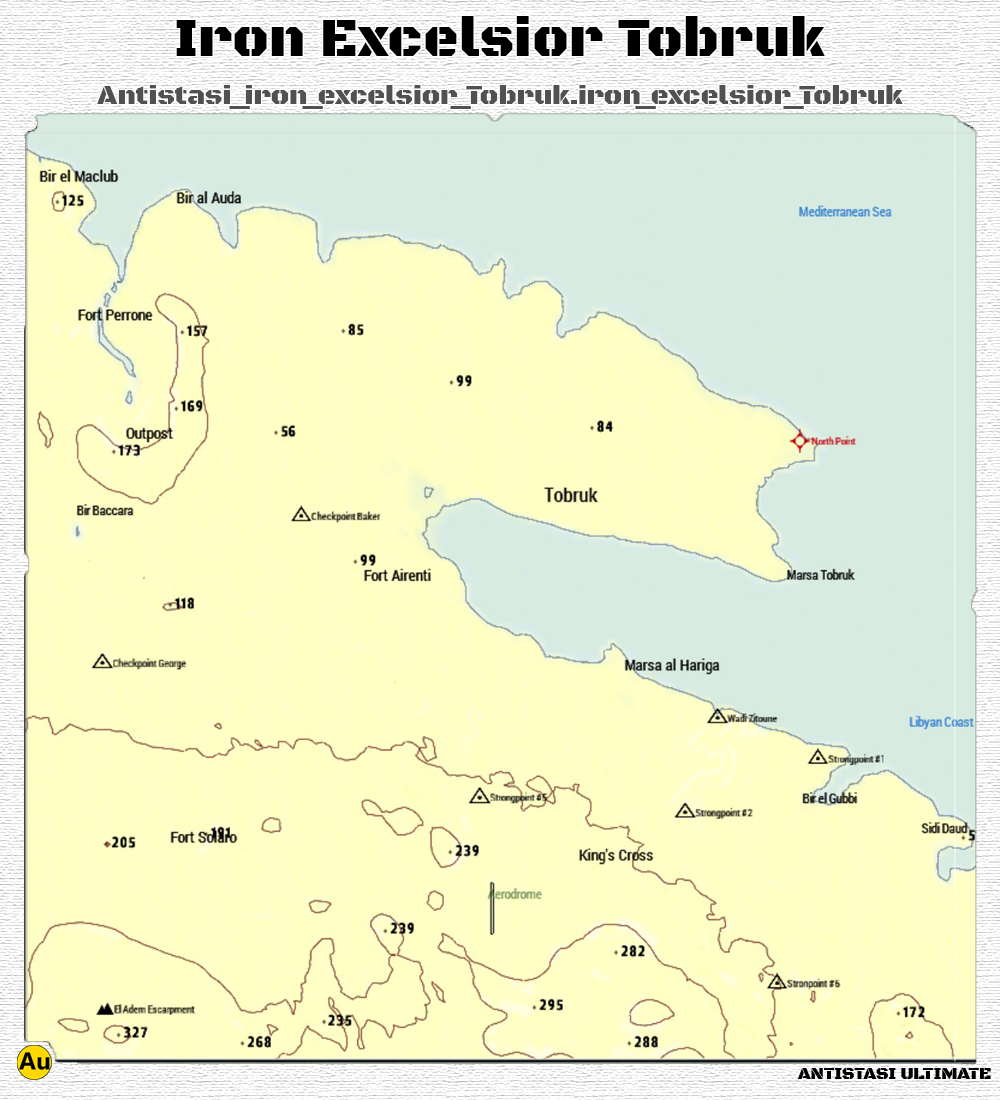 Iron Excelsior Tobruk
Antistasi_iron_excelsior_Tobruk.iron_excelsior_Tobruk
Bir el Maclub
125
Bir al Auda
Mediterranean Sea
Fort Perrone
157
85
99
169
Outpost
173
56
84
North Point
Tobruk
Bir Baccara
Checkpoint Baker
99
Fort Airenti
Marsa Tobruk
118
Checkpoint George
Marsa al Hariga
Wadi Zitoune
Libyan Coast
Strongpoint #1
Strongpoint #5
Bir el Gubbi
Strongpoint #2
Sidi Daud
5
205
Fort Solaro
191
239
King's Cross
Aerodrome
239
282
Stronpoint #6
El Adem Escarpment
295
172
327
235
268
288
Au
ANTISTASI ULTIMATE